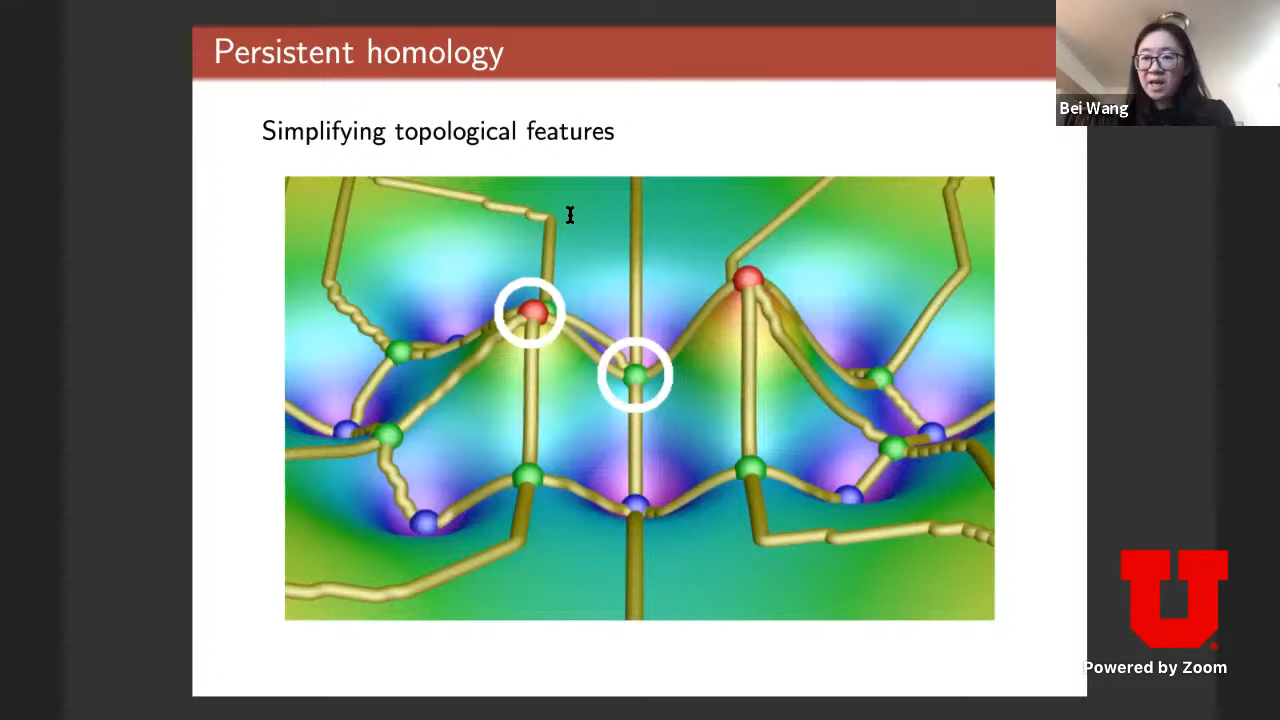 Persistent homology
Bei Wang
Simplifying topological features
U
Powered by Zoom